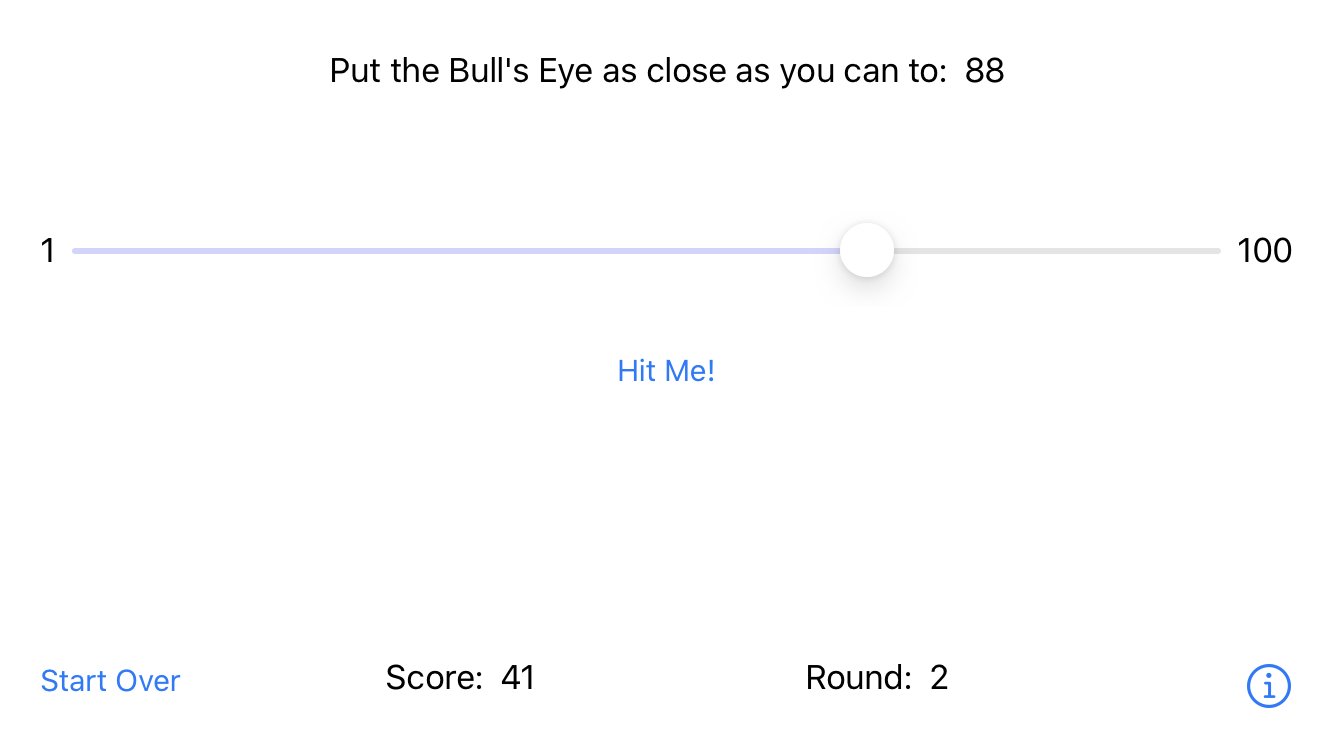 Put the Bull's Eye as close as you can to: 88
1 100
Hit Me!
Start Over Score: 41 Round: 2 i